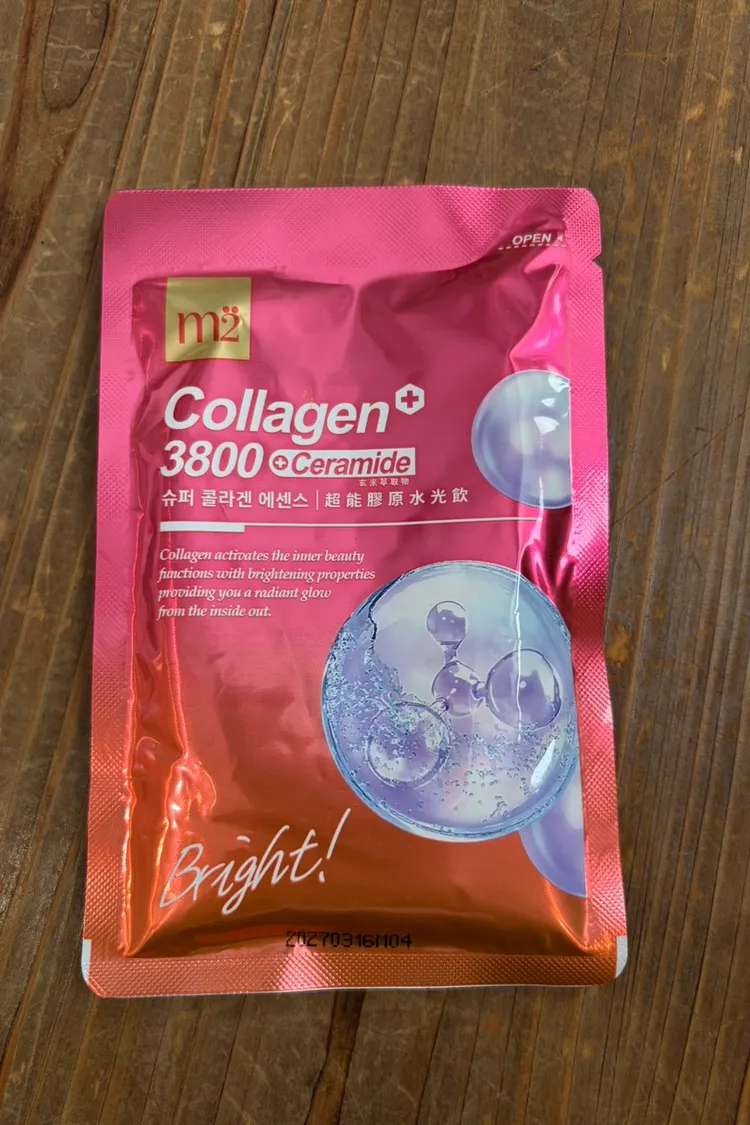 OPEN
m2
Collagen+
3800 +Ceramide
玄米萃取物
슈퍼 콜라겐 에센스 | 超能膠原水光飲
Collagen activates the inner beauty
functions with brightening properties
providing you a radiant glow
from the inside out.
Bright!
20270316M04